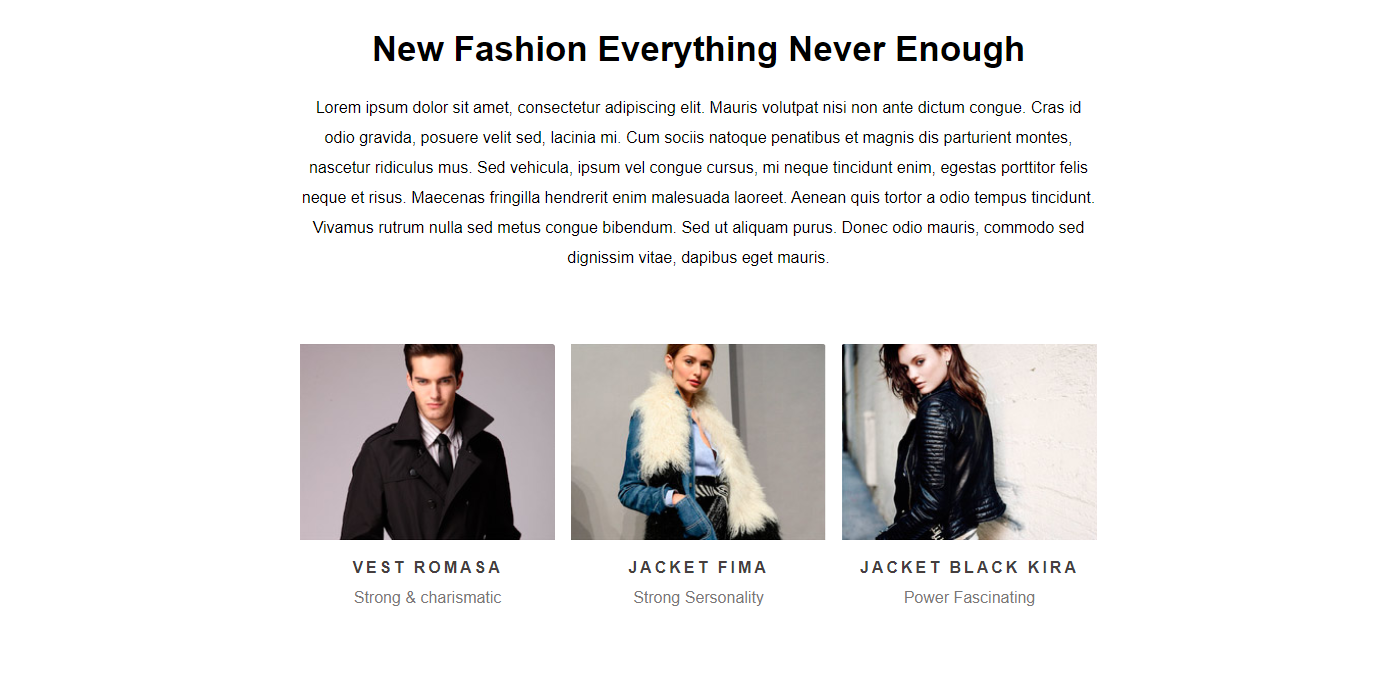 New Fashion Everything Never Enough
Lorem ipsum dolor sit amet, consectetur adipiscing elit. Mauris volutpat nisi non ante dictum congue. Cras id
odio gravida, posuere velit sed, lacinia mi. Cum sociis natoque penatibus et magnis dis parturient montes,
nascetur ridiculus mus. Sed vehicula, ipsum vel congue cursus, mi neque tincidunt enim, egestas porttitor felis
neque et risus. Maecenas fringilla hendrerit enim malesuada laoreet. Aenean quis tortor a odio tempus tincidunt.
Vivamus rutrum nulla sed metus congue bibendum. Sed ut aliquam purus. Donec odio mauris, commodo sed
dignissim vitae, dapibus eget mauris.
VEST ROMASA
Strong & charismatic
JACKET FIMA
Strong Sersonality
JACKET BLACK KIRA
Power Fascinating